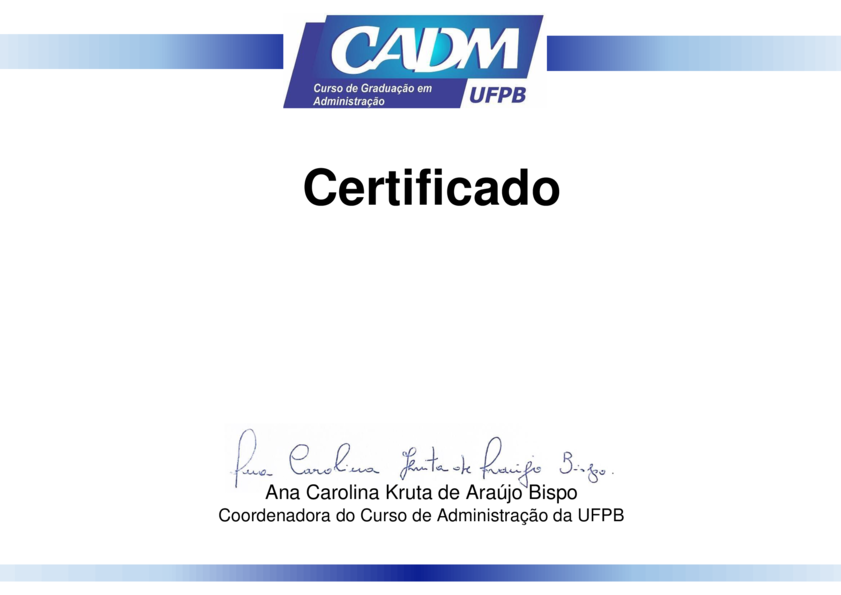 CADM
Curso de Graduação em
Administração
UFPB
Certificado
Ana Carolina Kruta de Araújo Bispo.
Ana Carolina Kruta de Araújo Bispo
Coordenadora do Curso de Administração da UFPB